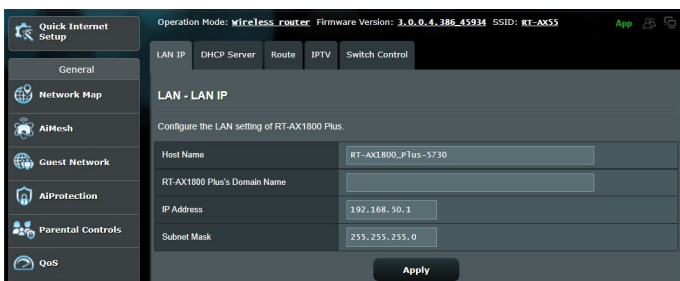 Quick Internet
Setup
Operation Mode: Wireless router Firmware Version: 3.0.0.4.386_45934 SSID: RT-AX55
App
General
LAN IP DHCP Server Route IPTV Switch Control
Network Map
LAN - LAN IP
AiMesh
Configure the LAN setting of RT-AX1800 Plus.
Guest Network
Host Name RT-AX1800_Plus-5730
RT-AX1800 Plus's Domain Name
AiProtection
IP Address 192.168.50.1
Parental Controls
Subnet Mask 255.255.255.0
QoS
Apply